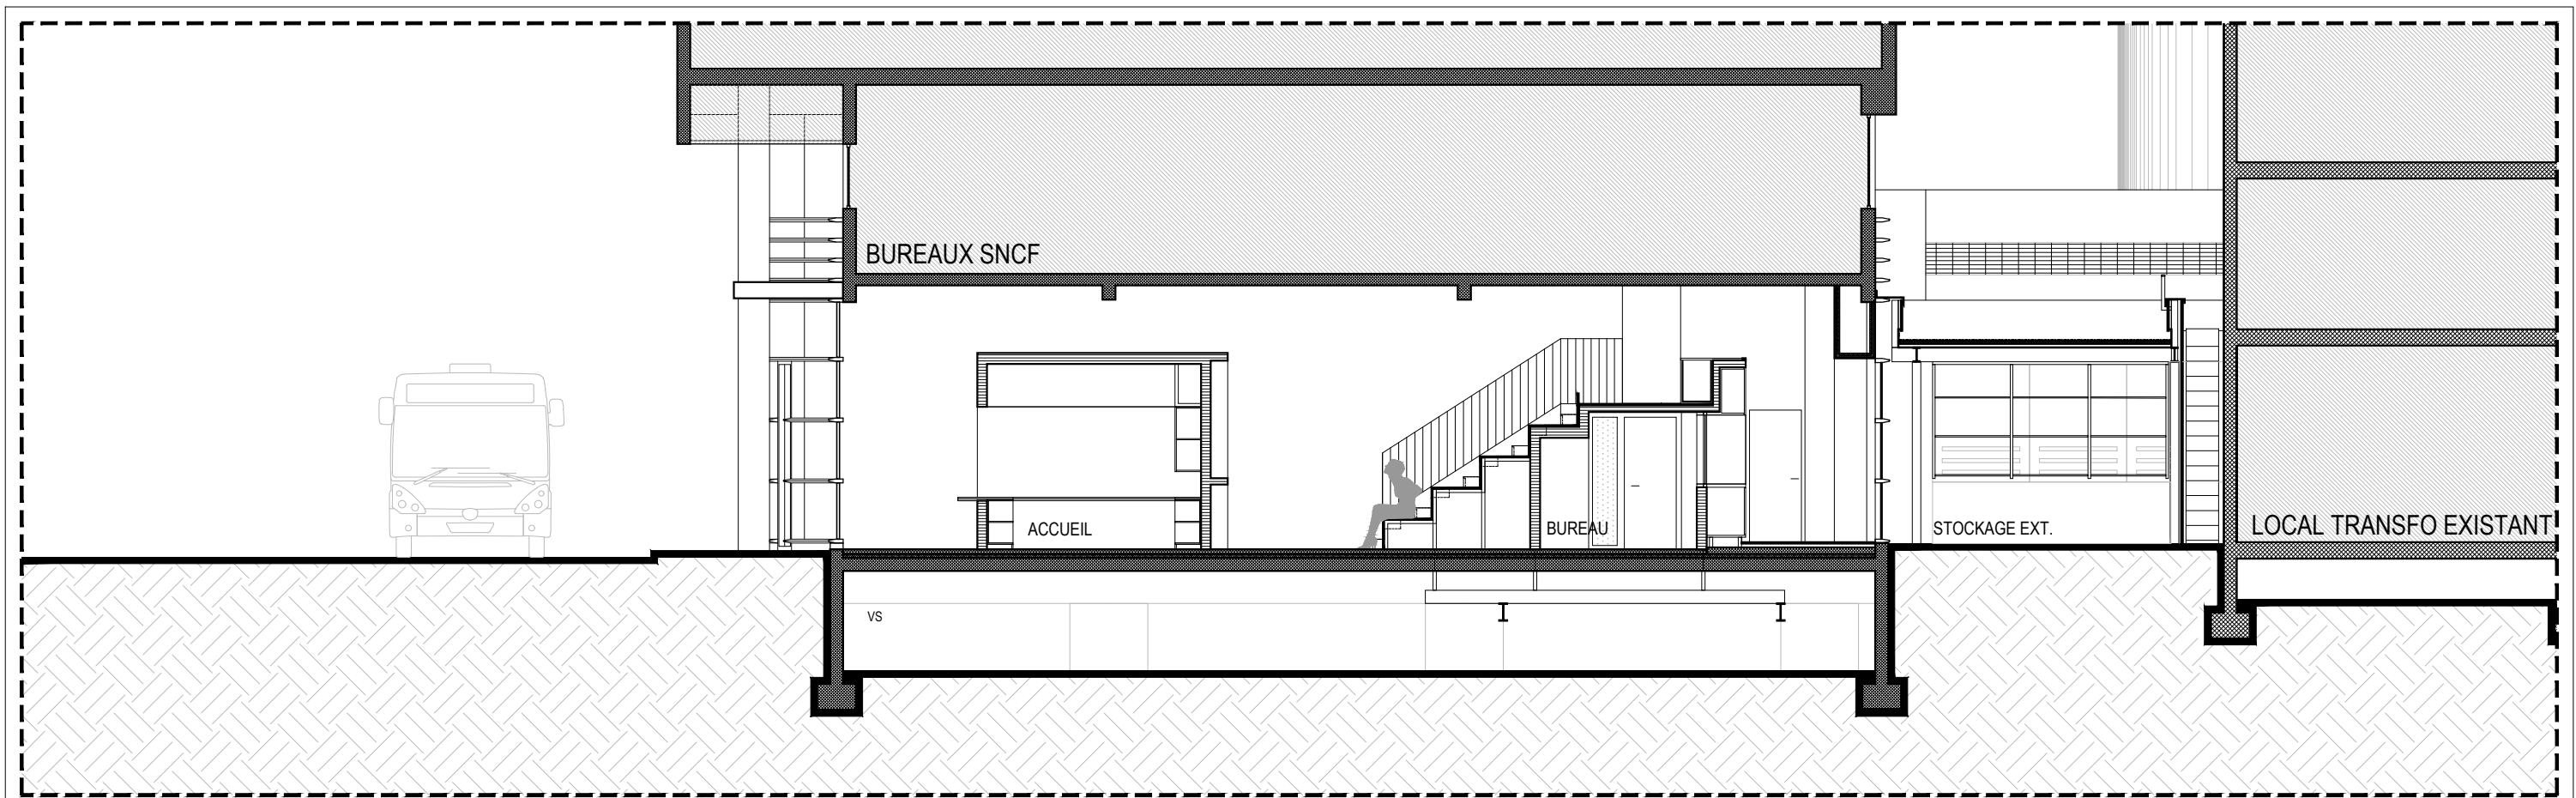 BUREAUX SNCF
ACCUEIL
BUREAU
STOCKAGE EXT.
LOCAL TRANSFO EXISTANT
VS